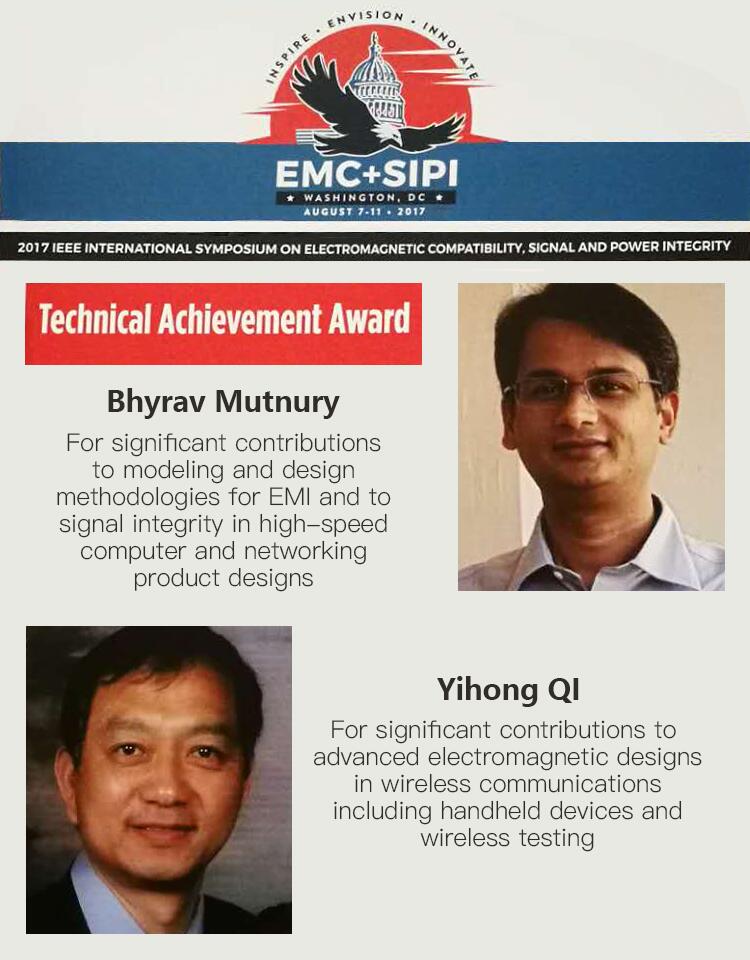 INSPIRE • ENVISION • INNOVATE
EMC+SIPI
★ WASHINGTON, DC ★
AUGUST 7-11 • 2017
2017 IEEE INTERNATIONAL SYMPOSIUM ON ELECTROMAGNETIC COMPATIBILITY, SIGNAL AND POWER INTEGRITY
Technical Achievement Award
Bhyrav Mutnury
For significant contributions
to modeling and design
methodologies for EMI and to
signal integrity in high-speed
computer and networking
product designs
Yihong QI
For significant contributions to
advanced electromagnetic designs
in wireless communications
including handheld devices and
wireless testing